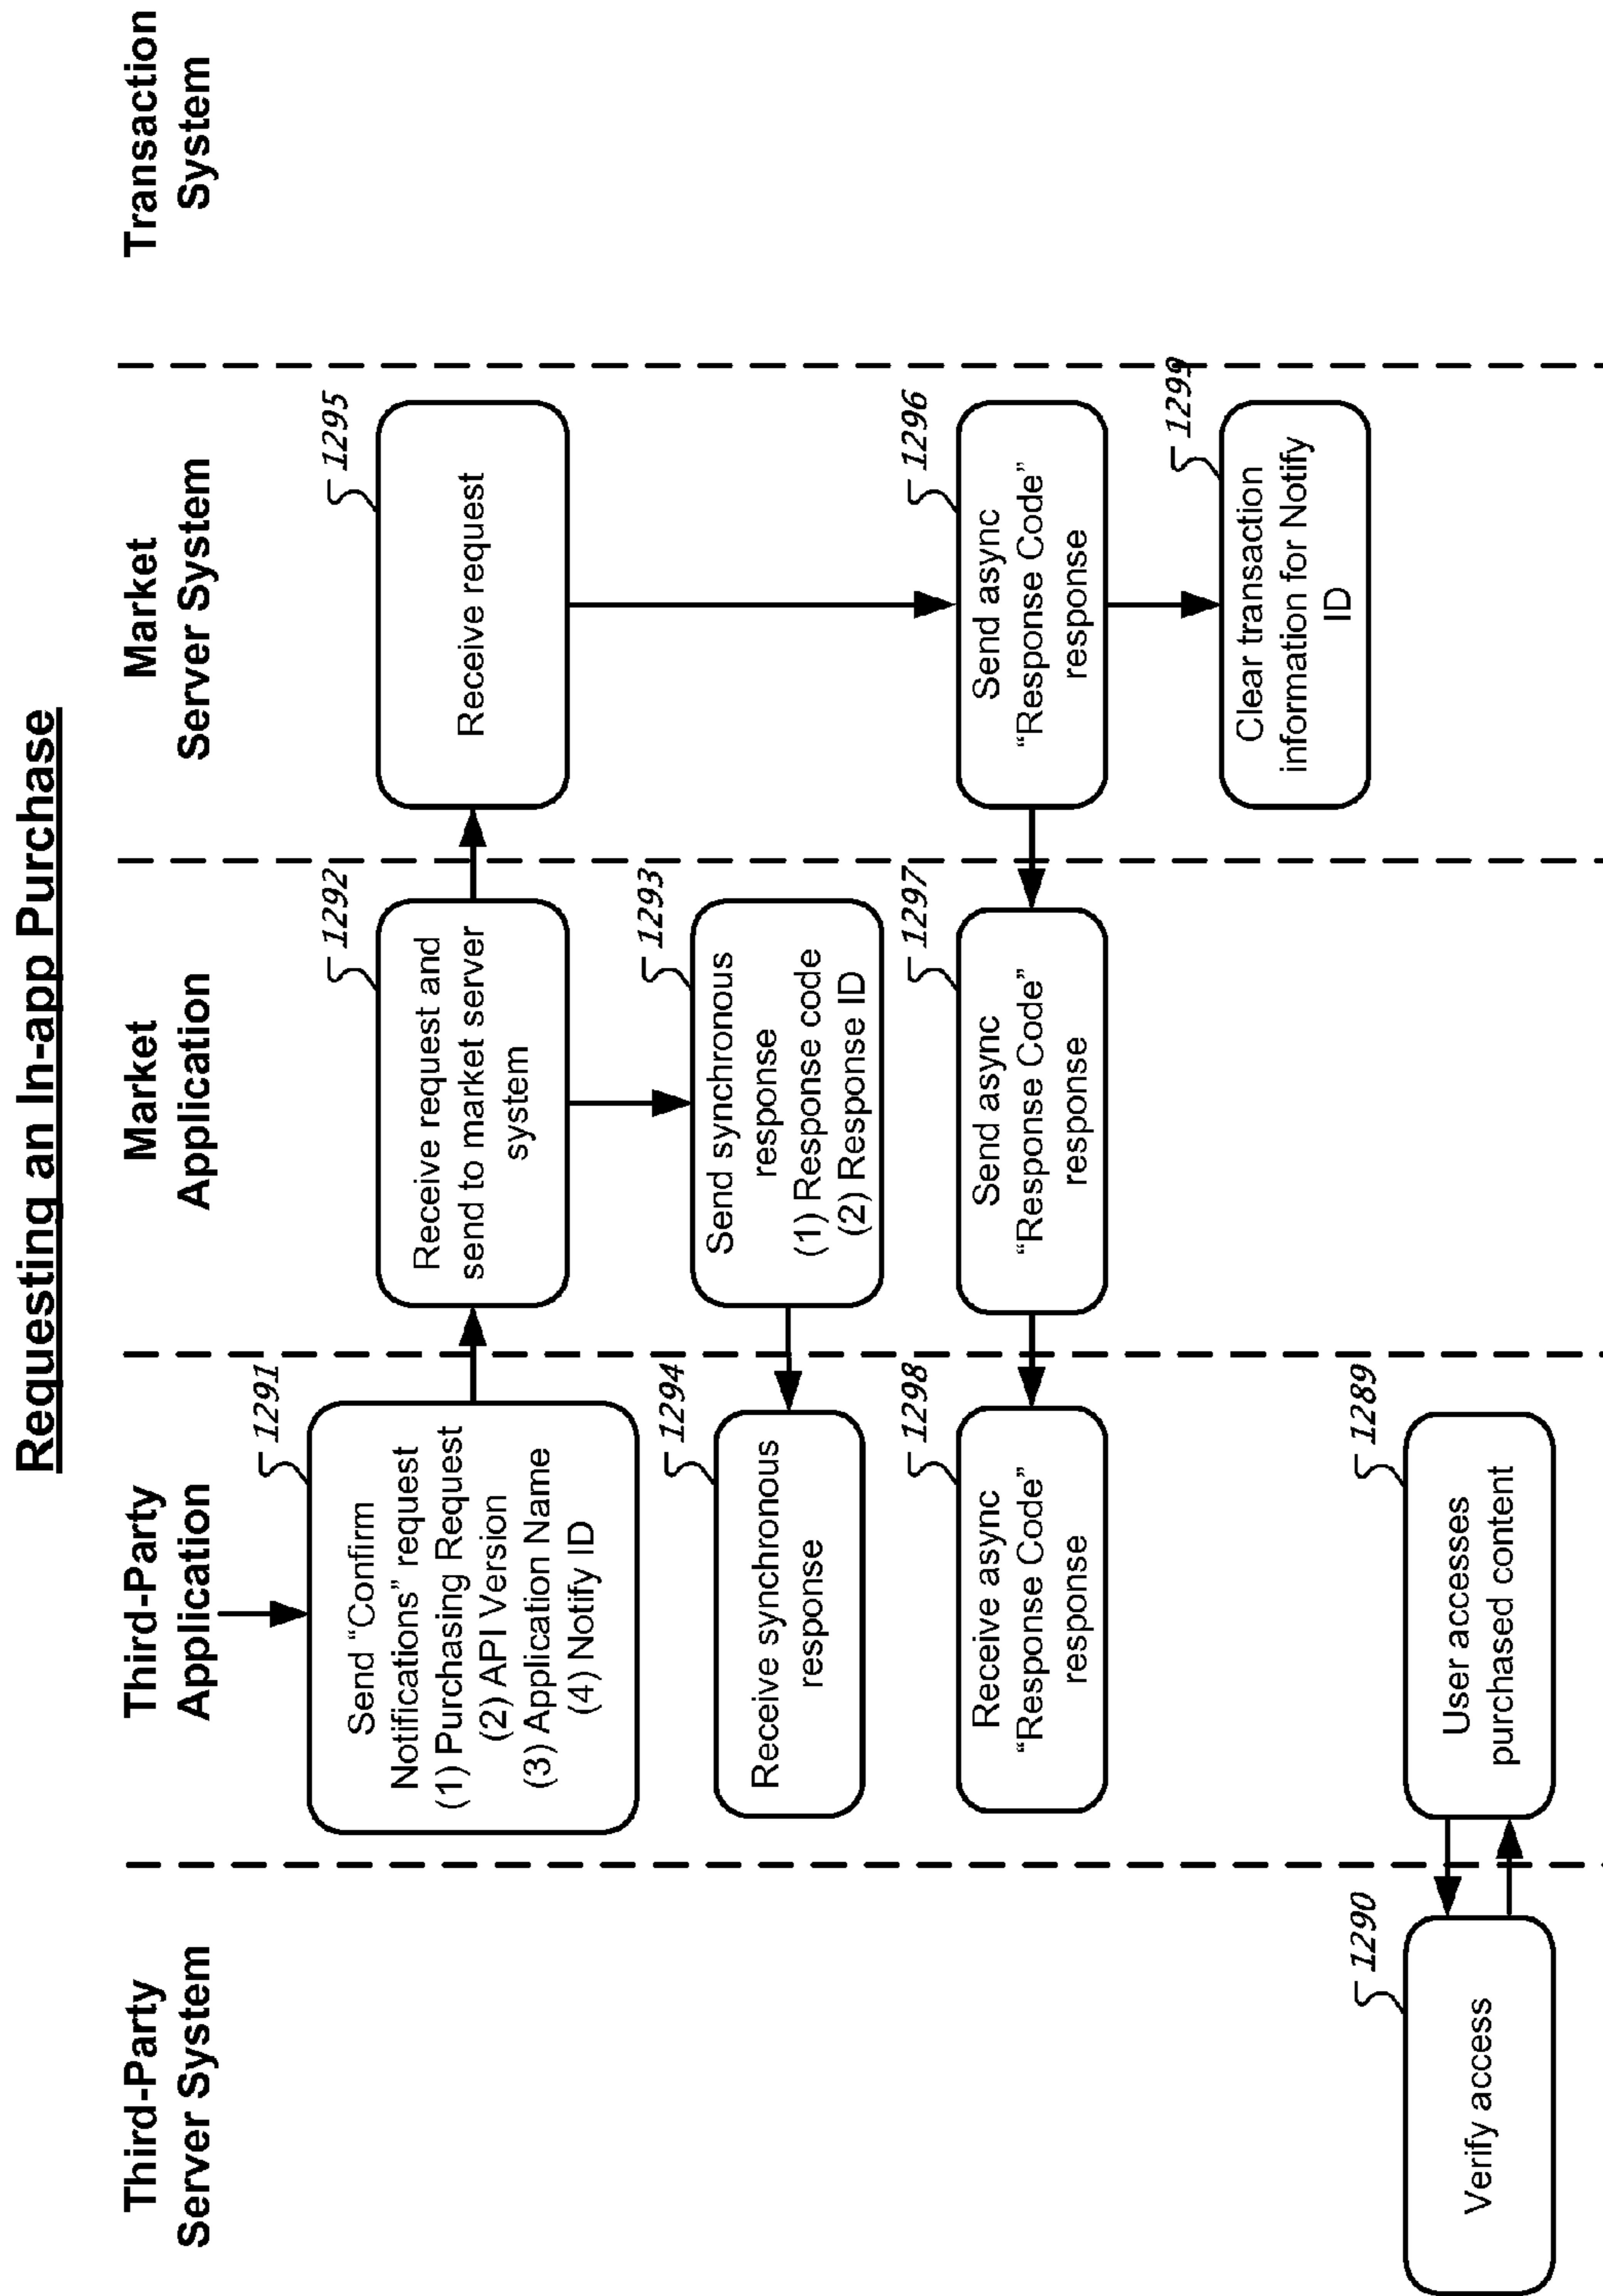 Requesting an In-app Purchase
Third-Party
Server System
Third-Party
Application
Market
Application
Market
Server System
Transaction
System
1291
Send “Confirm
Notifications” request
(1) Purchasing Request
(2) API Version
(3) Application Name
(4) Notify ID
1292
Receive request and
send to market server
system
1295
Receive request
1293
Send synchronous
response
(1) Response code
(2) Response ID
1294
Receive synchronous
response
1296
Send async
“Response Code”
response
1297
Send async
“Response Code”
response
1298
Receive async
“Response Code”
response
1299
Clear transaction
information for Notify
ID
1289
User accesses
purchased content
1290
Verify access